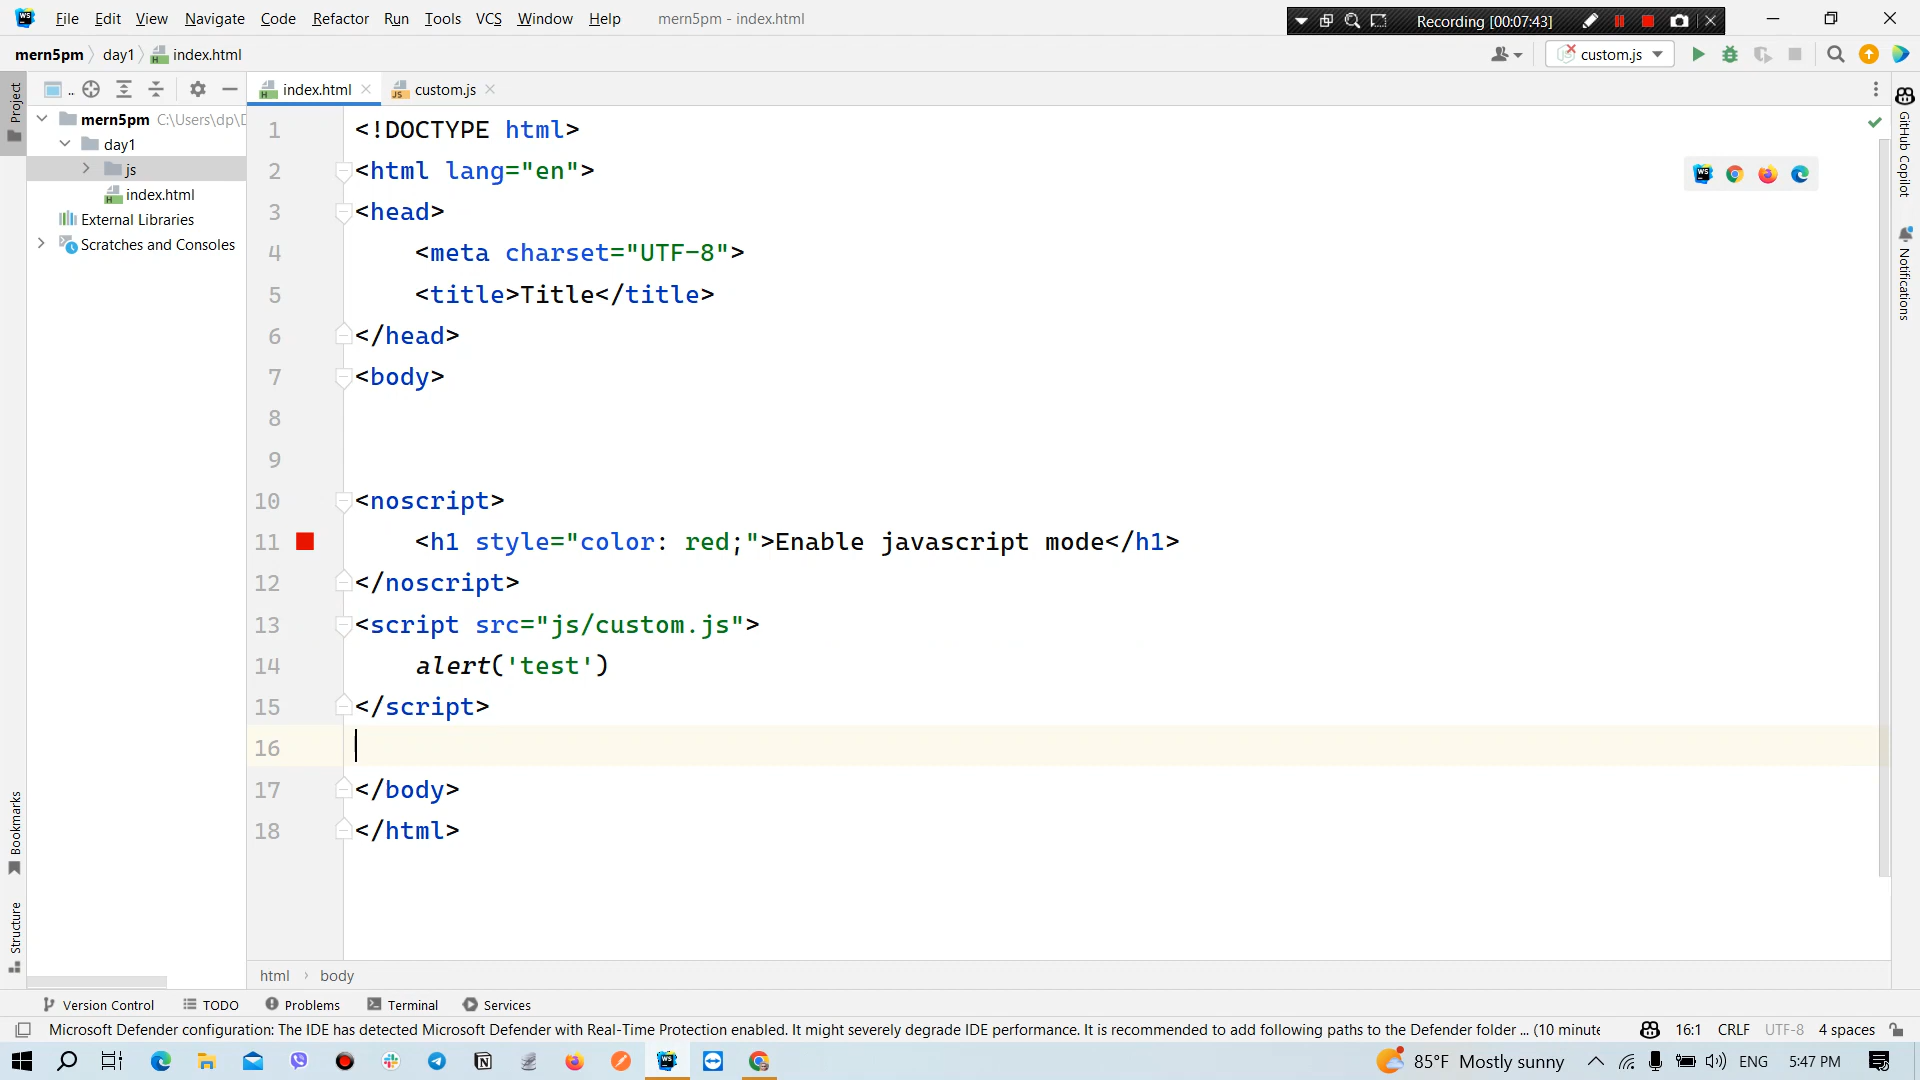 File Edit View Navigate Code Refactor Run Tools VCS Window Help mern5pm - index.html
Recording [00:07:43]
mern5pm day1 index.html
custom.js
Project
..
index.html
custom.js
mern5pm C:\Users\dp\D
day1
js
index.html
External Libraries
Scratches and Consoles
1 <!DOCTYPE html>
2 <html lang="en">
3 <head>
4 <meta charset="UTF-8">
5 <title>Title</title>
6 </head>
7 <body>
8
9
10 <noscript>
11 <h1 style="color: red;">Enable javascript mode</h1>
12 </noscript>
13 <script src="js/custom.js">
14 alert('test')
15 </script>
16
17 </body>
18 </html>
GitHub Copilot
Notifications
Bookmarks
Structure
html › body
Version Control TODO Problems Terminal Services
Microsoft Defender configuration: The IDE has detected Microsoft Defender with Real-Time Protection enabled. It might severely degrade IDE performance. It is recommended to add following paths to the Defender folder ... (10 minute
16:1 CRLF UTF-8 4 spaces
85°F Mostly sunny ENG 5:47 PM